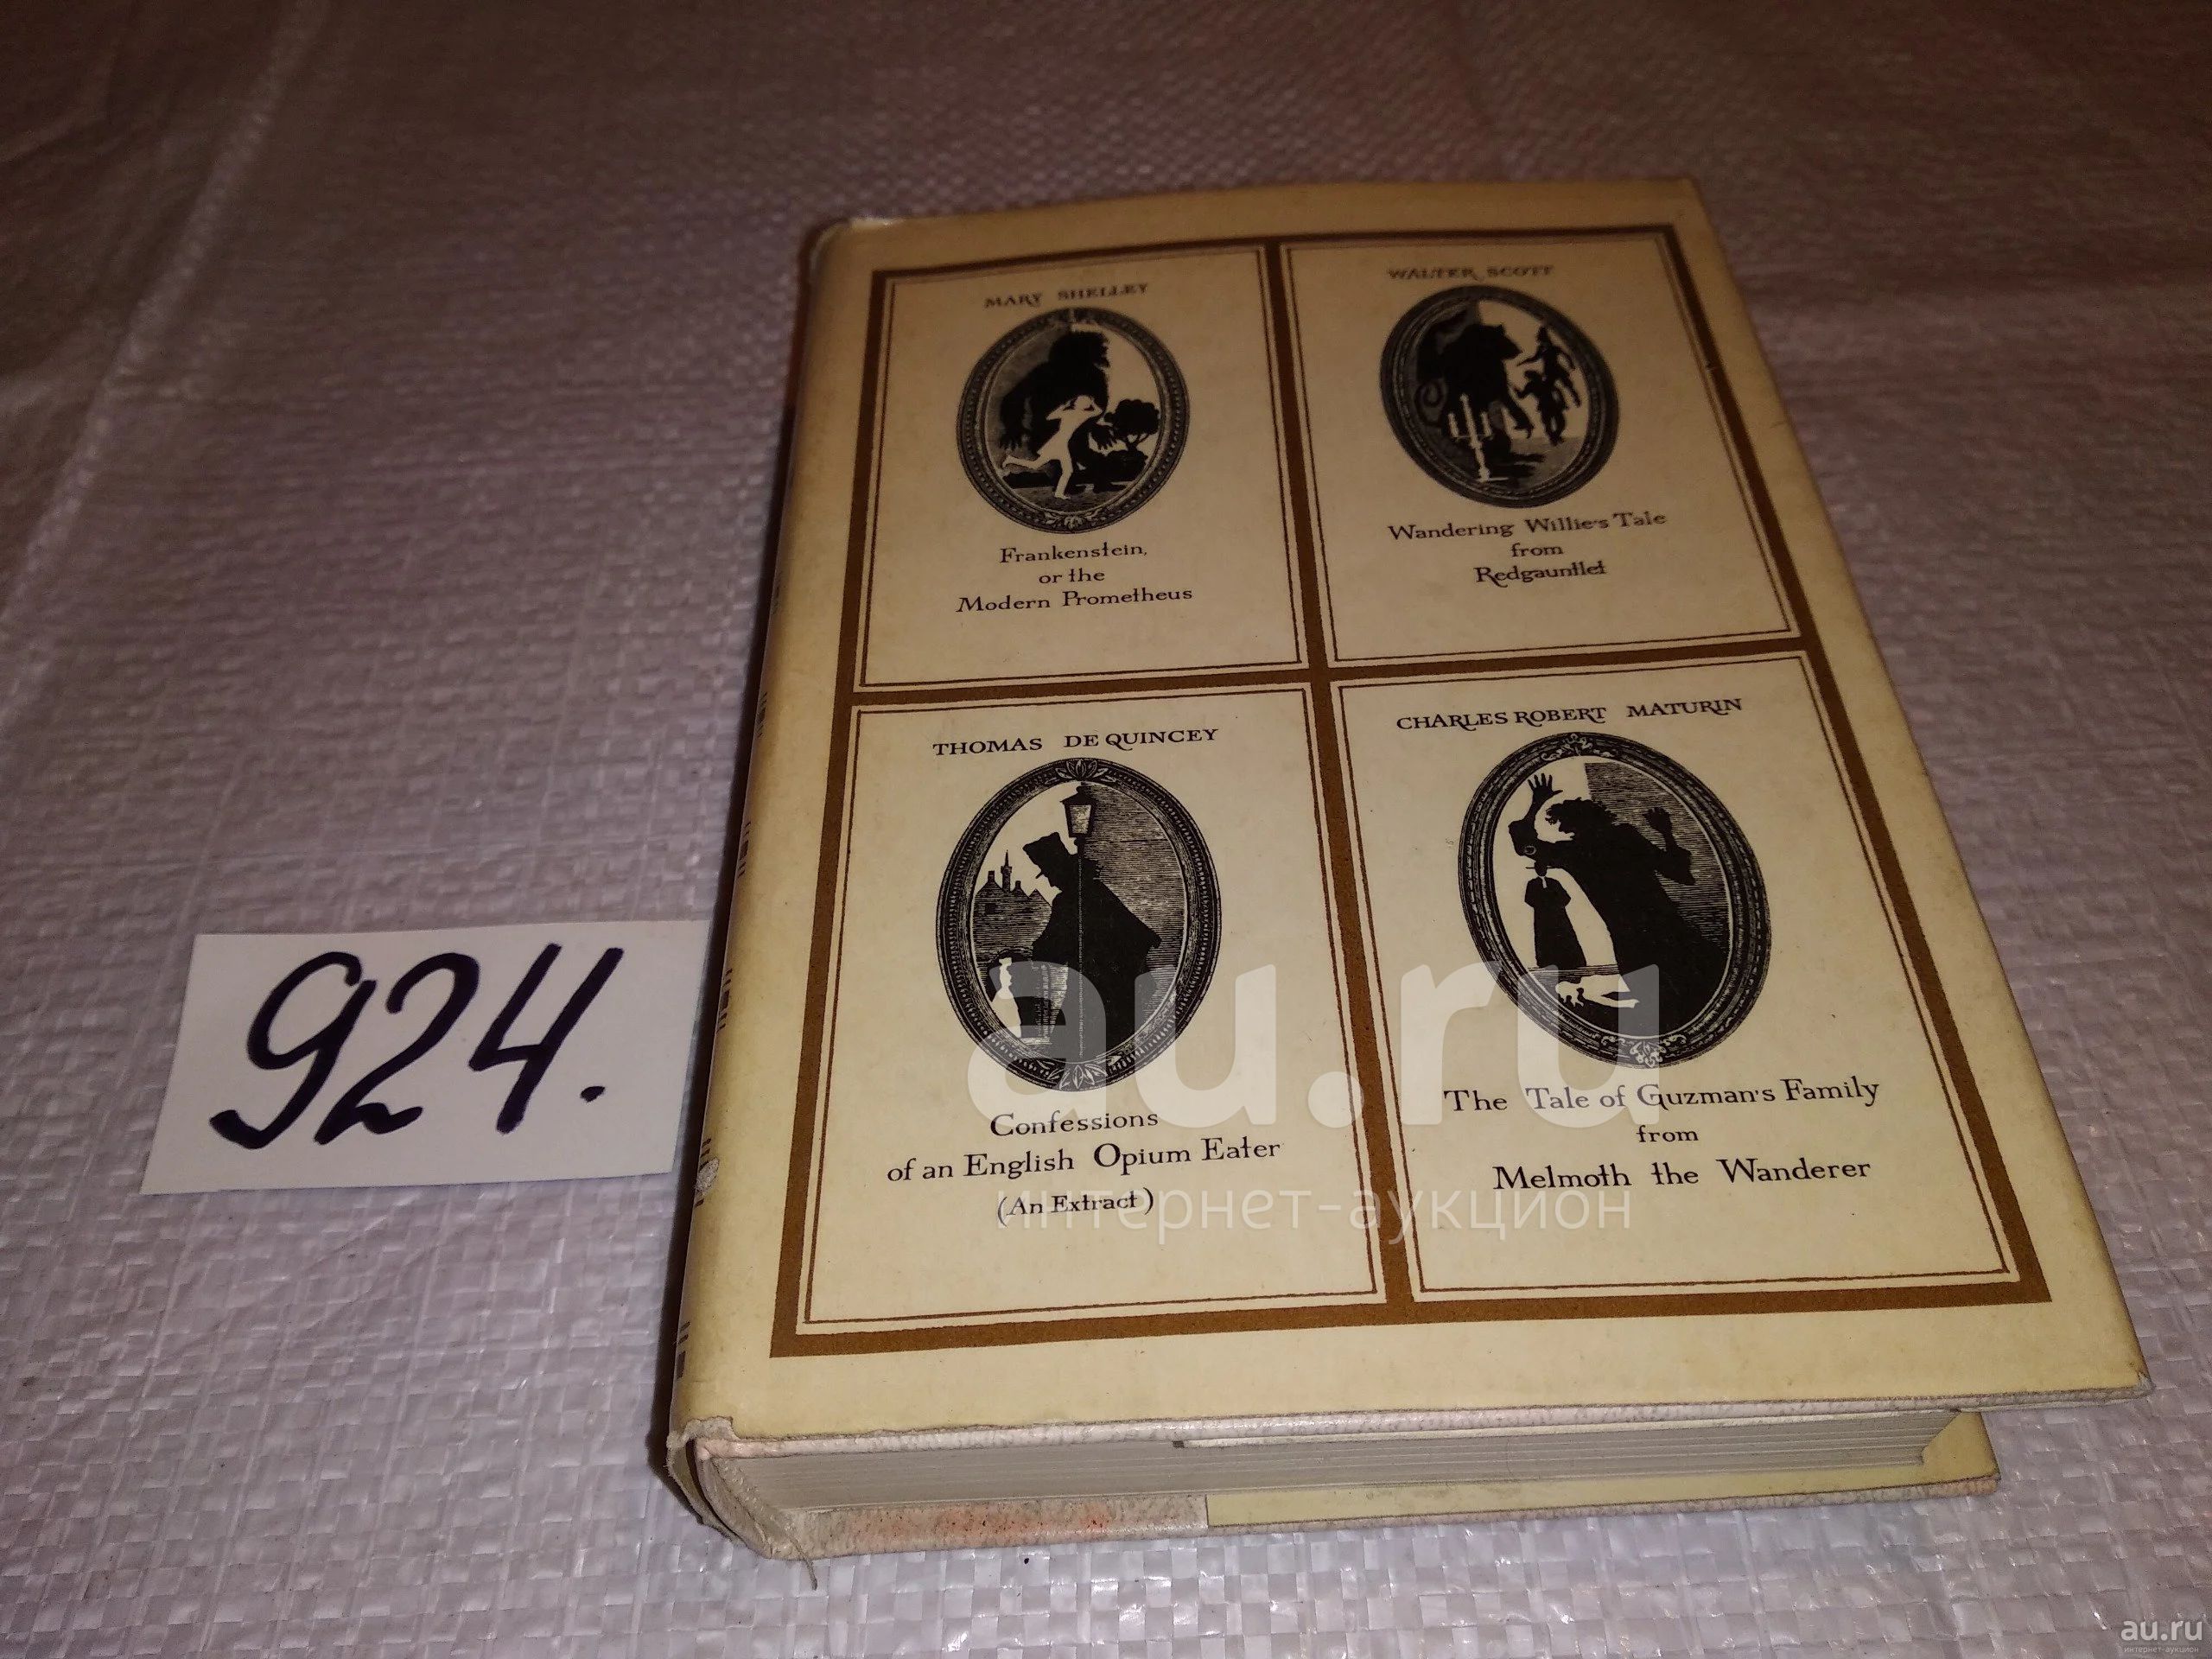 MARY SHELLEY
Frankenstein,
or the
Modern Prometheus
WALTER SCOTT
Wandering Willie's Tale
from
Redgauntlet
THOMAS DE QUINCEY
Confessions
of an English Opium Eater
(An Extract)
CHARLES ROBERT MATURIN
The Tale of Guzman's Family
from
Melmoth the Wanderer
924.
au.ru
интернет-аукцион
au.ru
интернет-аукцион